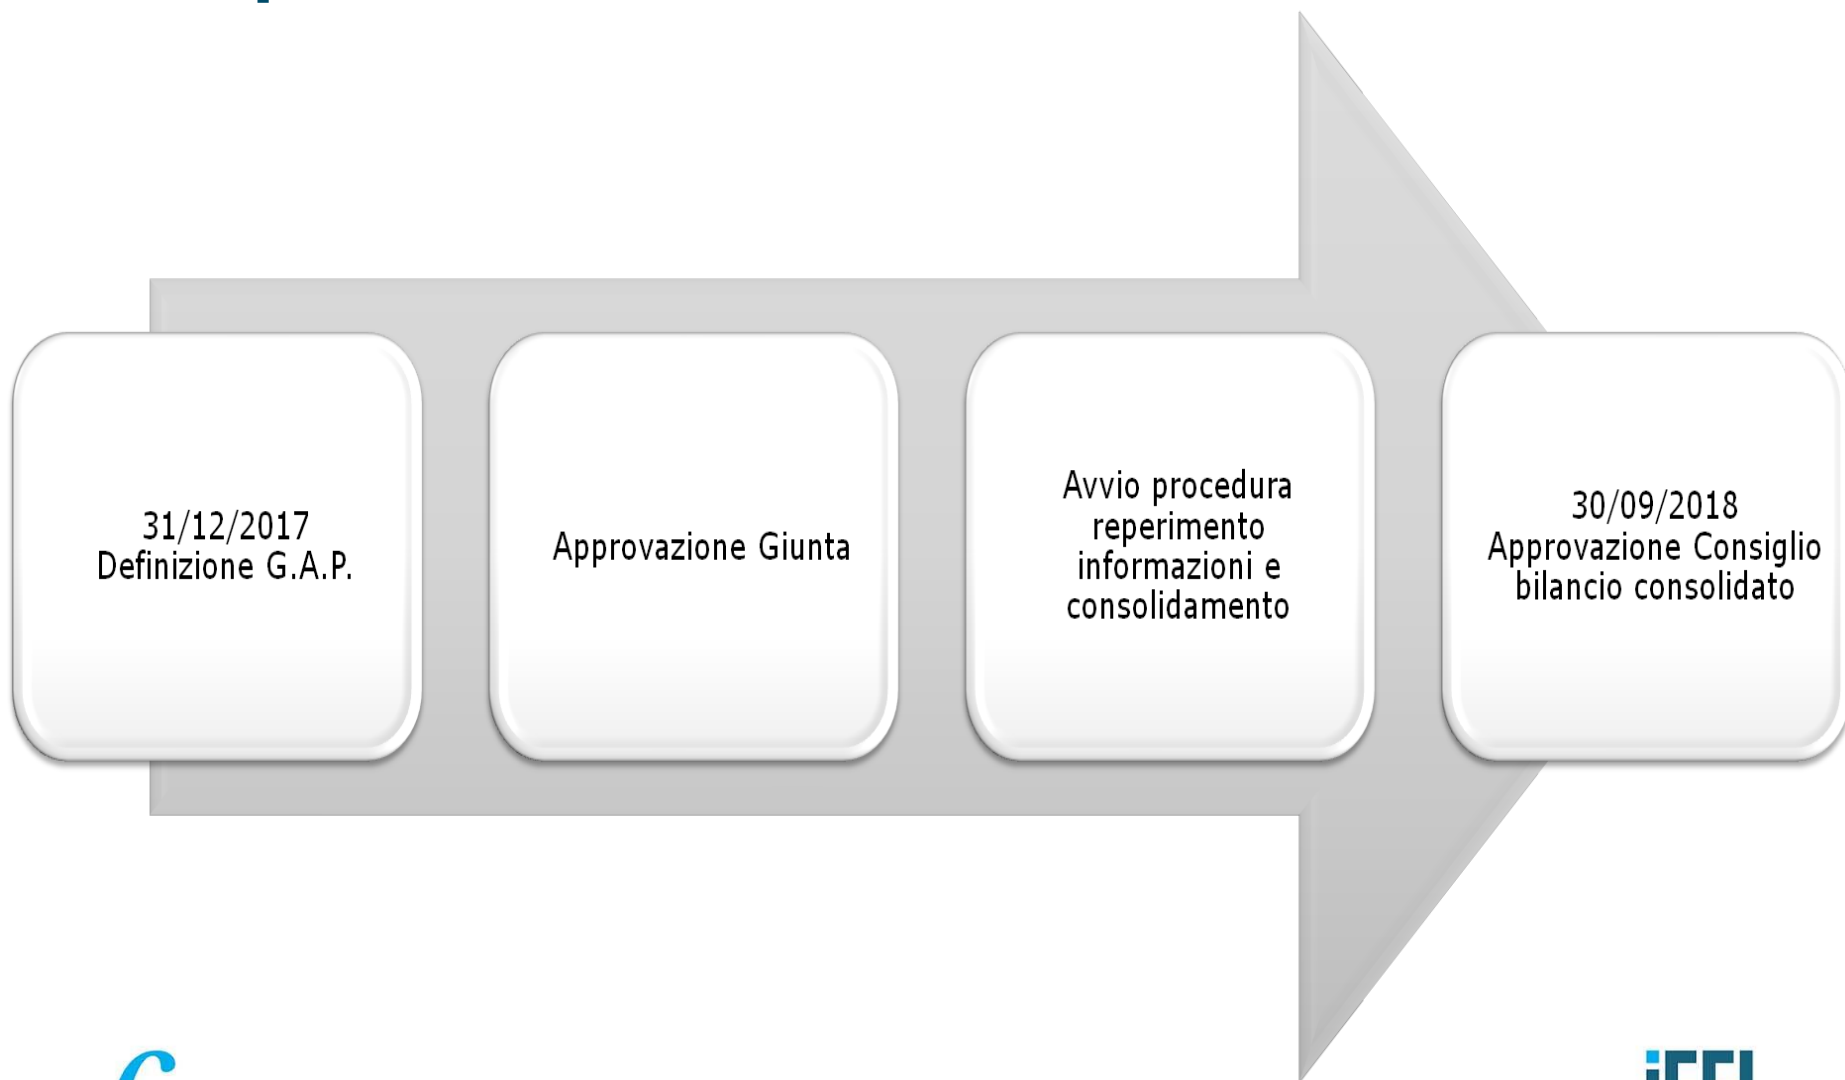 31/12/2017
Definizione G.A.P.
Approvazione Giunta
Avvio procedura
reperimento
informazioni e
consolidamento
30/09/2018
Approvazione Consiglio
bilancio consolidato